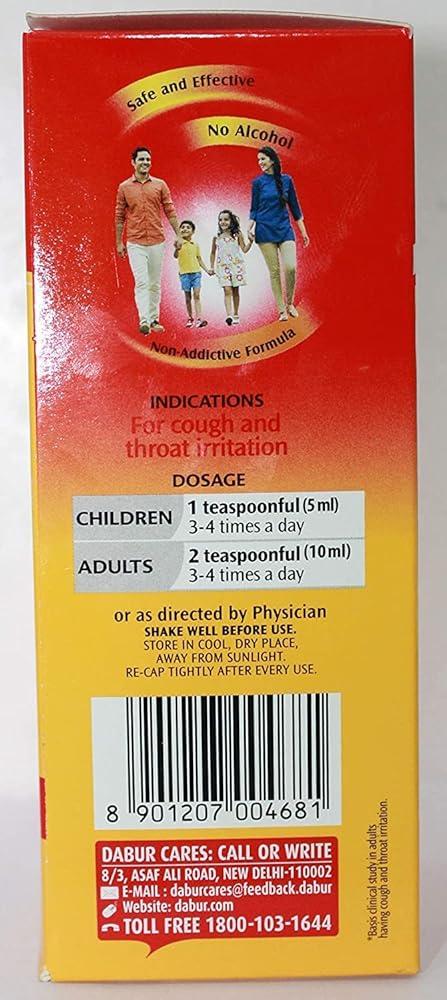 Safe and Effective
No Alcohol
Non-Addictive Formula
INDICATIONS
For cough and
throat irritation
DOSAGE
CHILDREN 1 teaspoonful (5 ml)
3-4 times a day
ADULTS 2 teaspoonful (10 ml)
3-4 times a day
or as directed by Physician
SHAKE WELL BEFORE USE.
STORE IN COOL, DRY PLACE,
AWAY FROM SUNLIGHT.
RE-CAP TIGHTLY AFTER EVERY USE.
8 901207 004681
DABUR CARES: CALL OR WRITE
8/3, ASAF ALI ROAD, NEW DELHI-110002
E-MAIL : daburcares@feedback.dabur
Website: dabur.com
TOLL FREE 1800-103-1644
*Basis clinical study in adults
having cough and throat irritation.